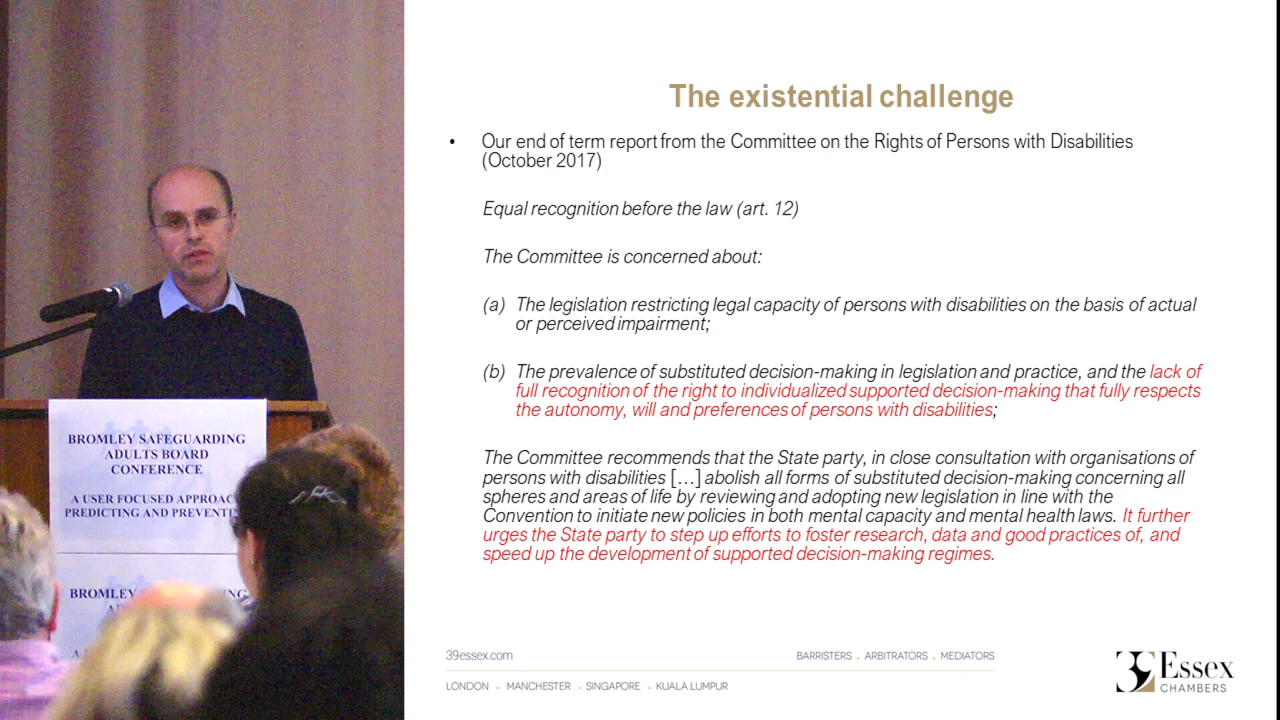 BROMLEY SAFEGUARDING
ADULTS BOARD
CONFERENCE
A USER FOCUSED
PREDICTING AND
BROMLEY
The existential challenge
• Our end of term report from the Committee on the Rights of Persons with Disabilities
(October 2017)
Equal recognition before the law (art. 12)
The Committee is concerned about:
(a) The legislation restricting legal capacity of persons with disabilities on the basis of actual
or perceived impairment;
(b) The prevalence of substituted decision-making in legislation and practice, and the lack of
full recognition of the right to individualized supported decision-making that fully respects
the autonomy, will and preferences of persons with disabilities;
The Committee recommends that the State party, in close consultation with organisations of
persons with disabilities […] abolish all forms of substituted decision-making concerning all
spheres and areas of life by reviewing and adopting new legislation in line with the
Convention to initiate new policies in both mental capacity and mental health laws. It further
urges the State party to step up efforts to foster research, data and good practices of, and
speed up the development of supported decision-making regimes.
39essex.com
BARRISTERS . ARBITRATORS . MEDIATORS
LONDON . MANCHESTER . SINGAPORE . KUALA LUMPUR
39 Essex
CHAMBERS